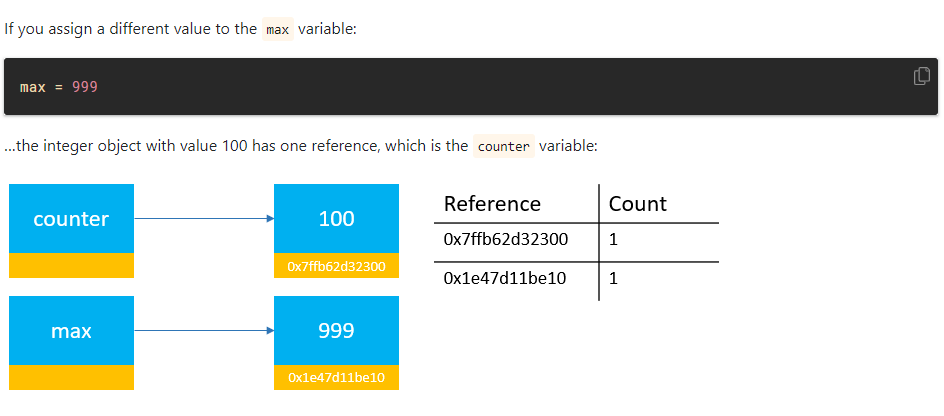 If you assign a different value to the max variable:
max = 999
…the integer object with value 100 has one reference, which is the counter variable:
counter
100
0x7ffb62d32300
max
999
0x1e47d11be10
Reference Count
0x7ffb62d32300 1
0x1e47d11be10 1